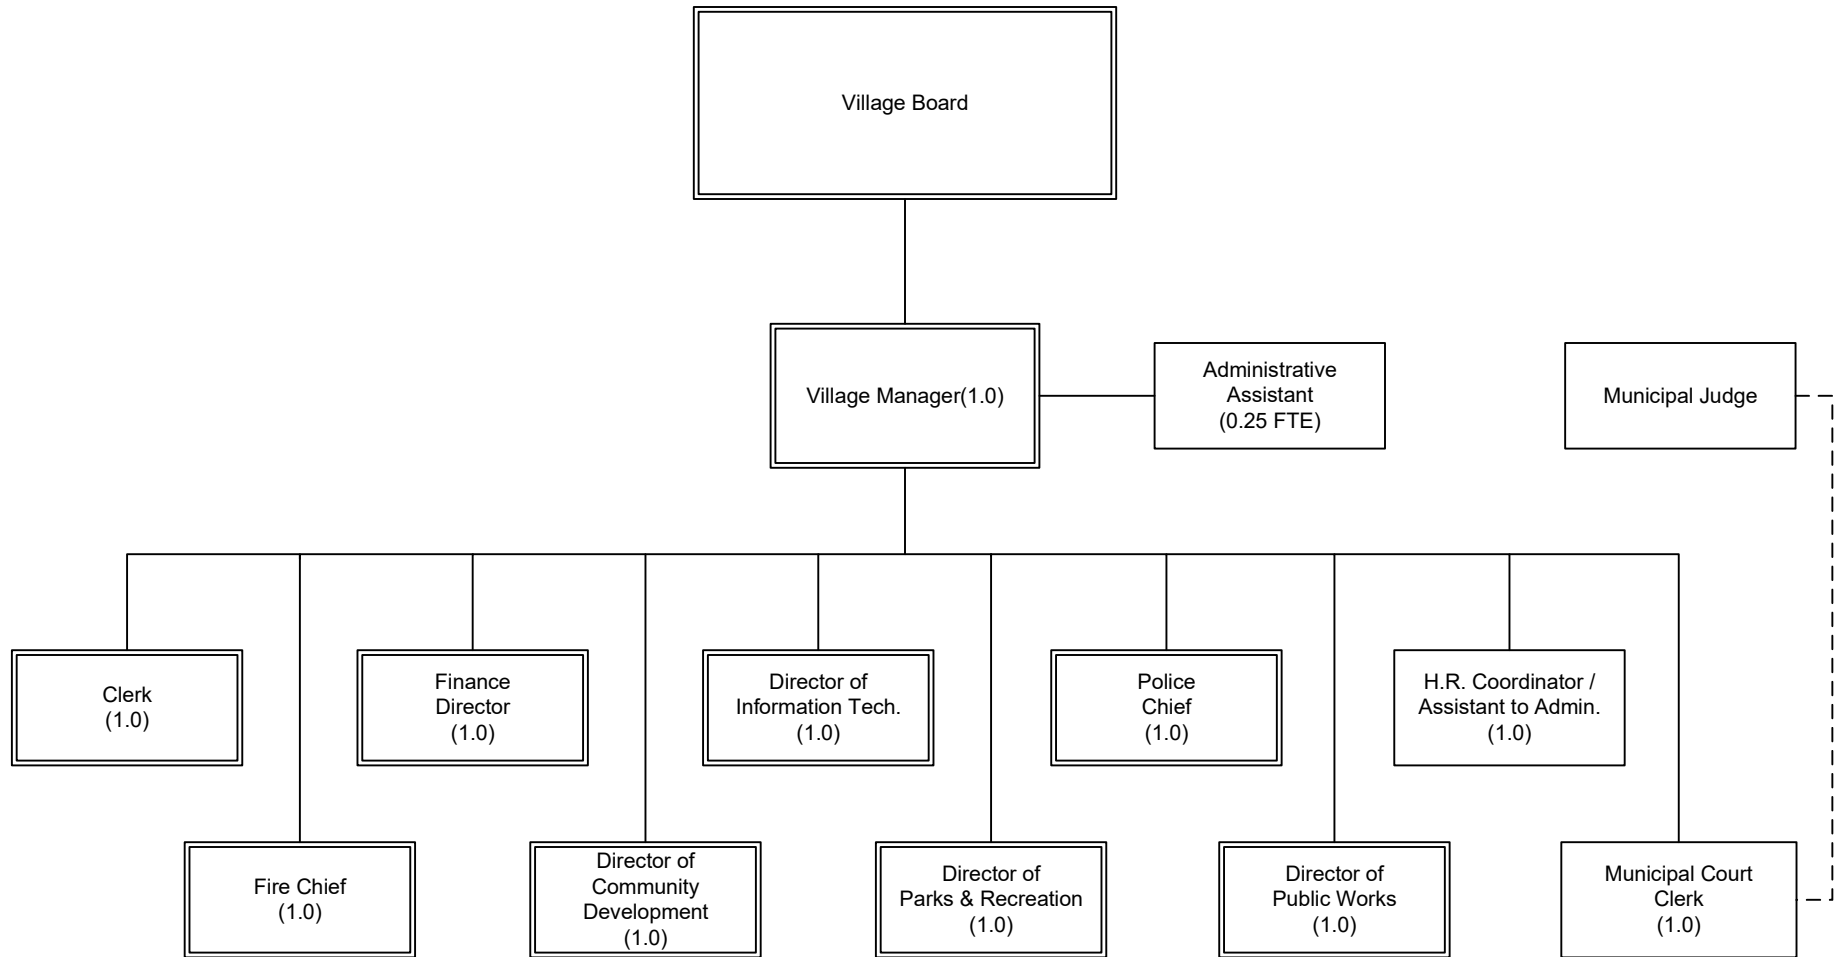 Village Board
Village Manager(1.0)
Administrative
Assistant
(0.25 FTE)
Municipal Judge
Clerk
(1.0)
Finance
Director
(1.0)
Director of
Information Tech.
(1.0)
Police
Chief
(1.0)
H.R. Coordinator /
Assistant to Admin.
(1.0)
Fire Chief
(1.0)
Director of
Community
Development
(1.0)
Director of
Parks & Recreation
(1.0)
Director of
Public Works
(1.0)
Municipal Court
Clerk
(1.0)